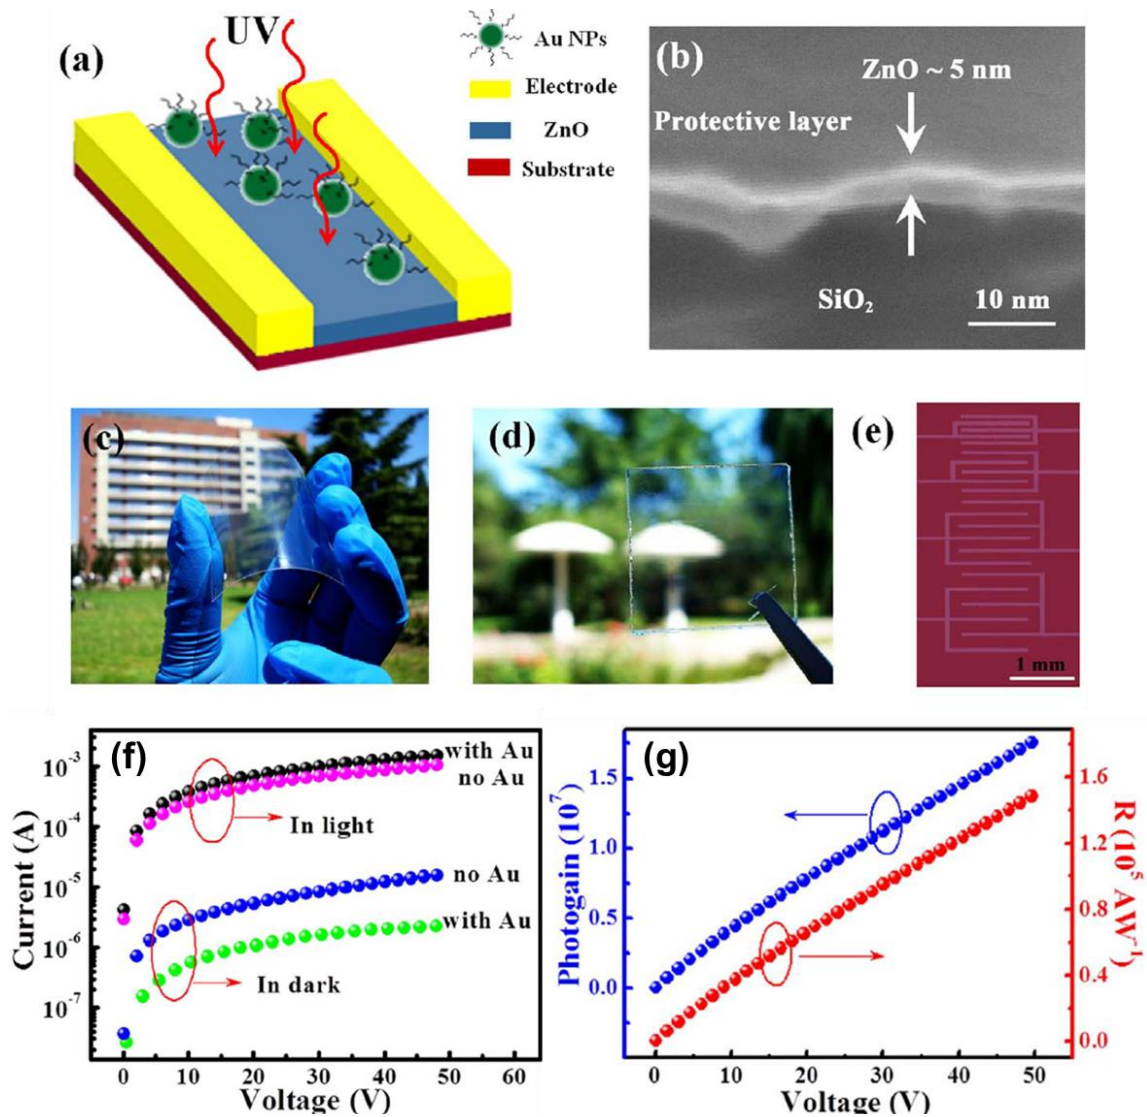 (a)
UV
Au NPs
Electrode
ZnO
Substrate
(b)
ZnO ~ 5 nm
Protective layer
SiO₂
10 nm
(c)
(d)
(e)
1 mm
(f)
with Au
no Au
In light
no Au
with Au
In dark
Current (A)
10⁻³
10⁻⁴
10⁻⁵
10⁻⁶
10⁻⁷
0 10 20 30 40 50 60
Voltage (V)
(g)
Photogain (10⁷)
1.5
1.0
0.5
0.0
R (10⁵ AW⁻¹)
1.6
1.2
0.8
0.4
0.0
0 10 20 30 40 50
Voltage (V)